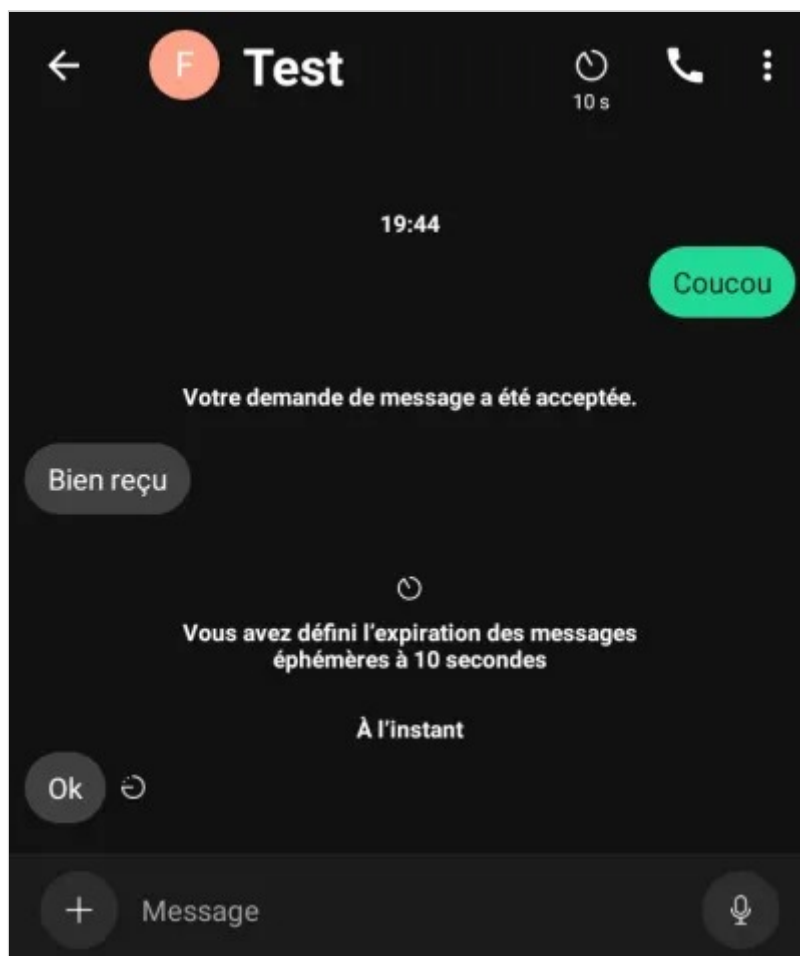 F Test
10 s
19:44
Coucou
Votre demande de message a été acceptée.
Bien reçu
Vous avez défini l’expiration des messages
éphémères à 10 secondes
À l’instant
Ok
Message